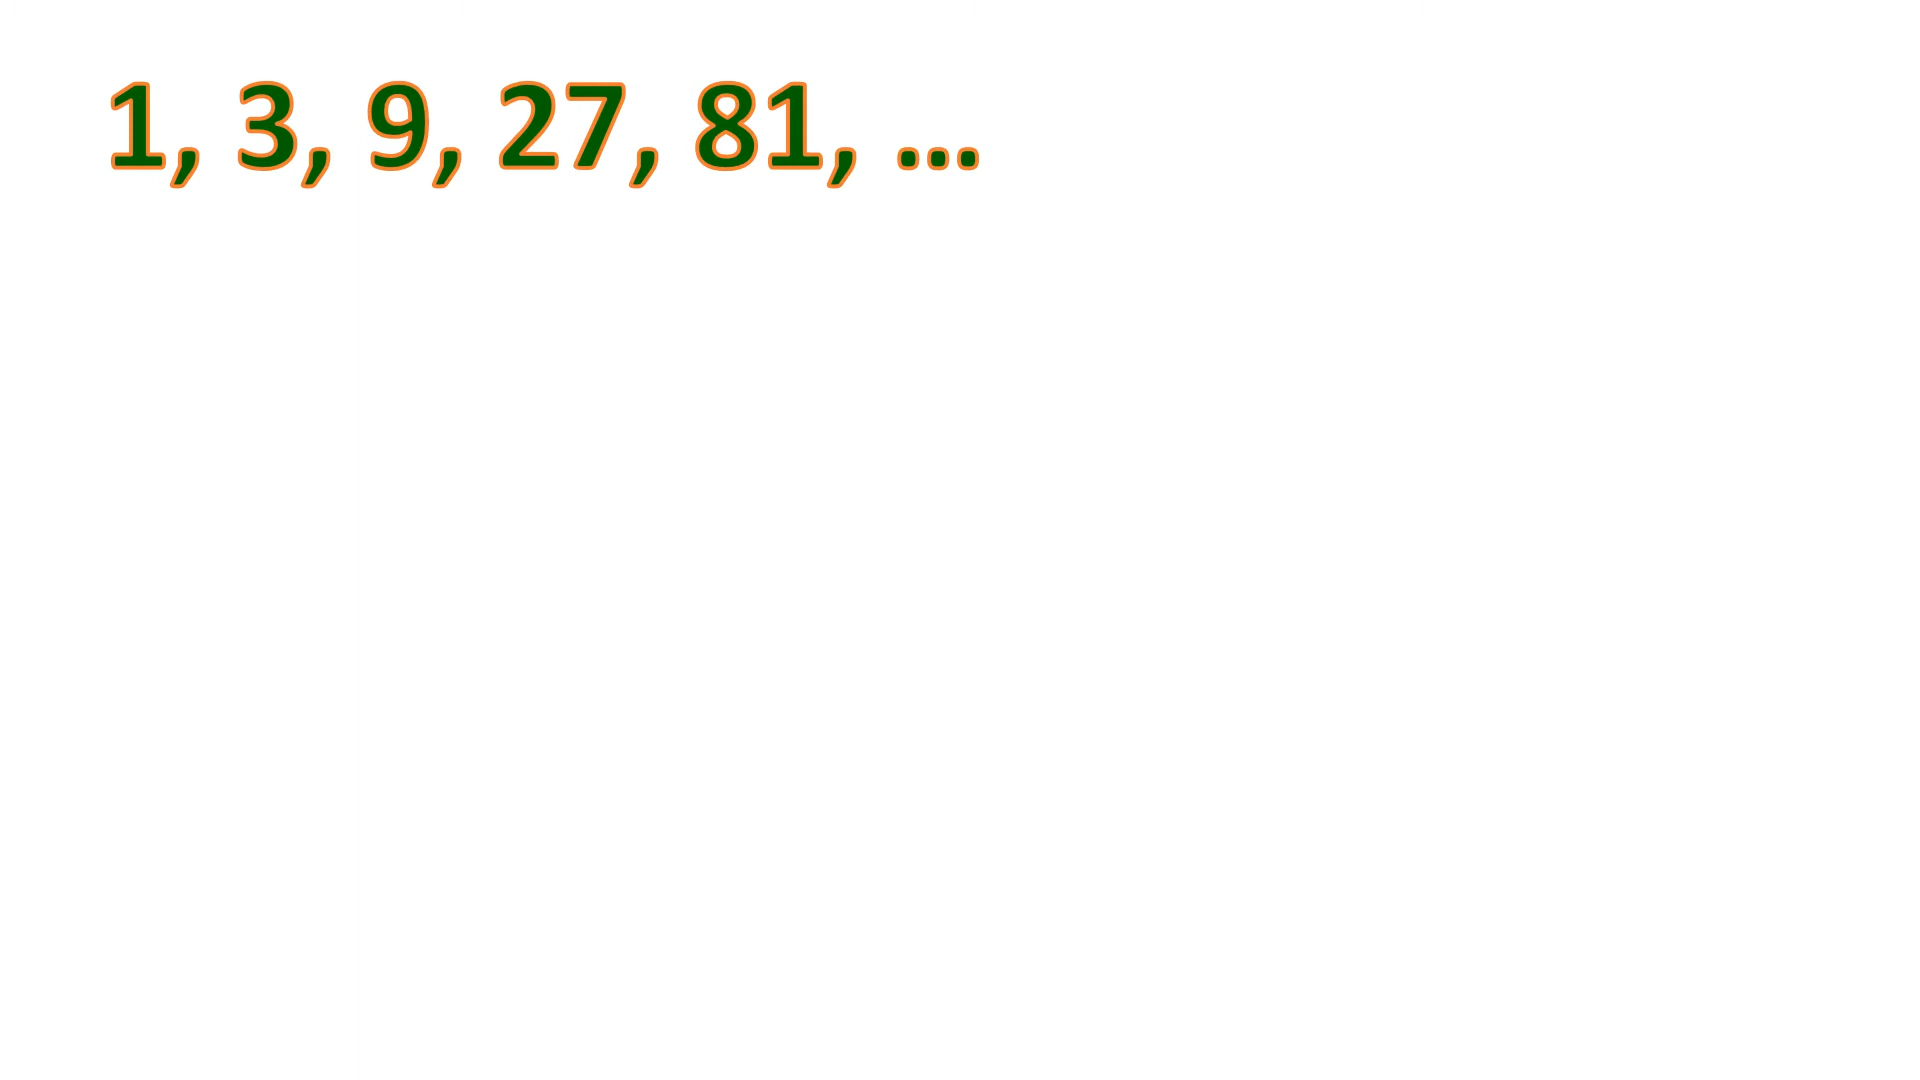 1, 3, 9, 27, 81, ...